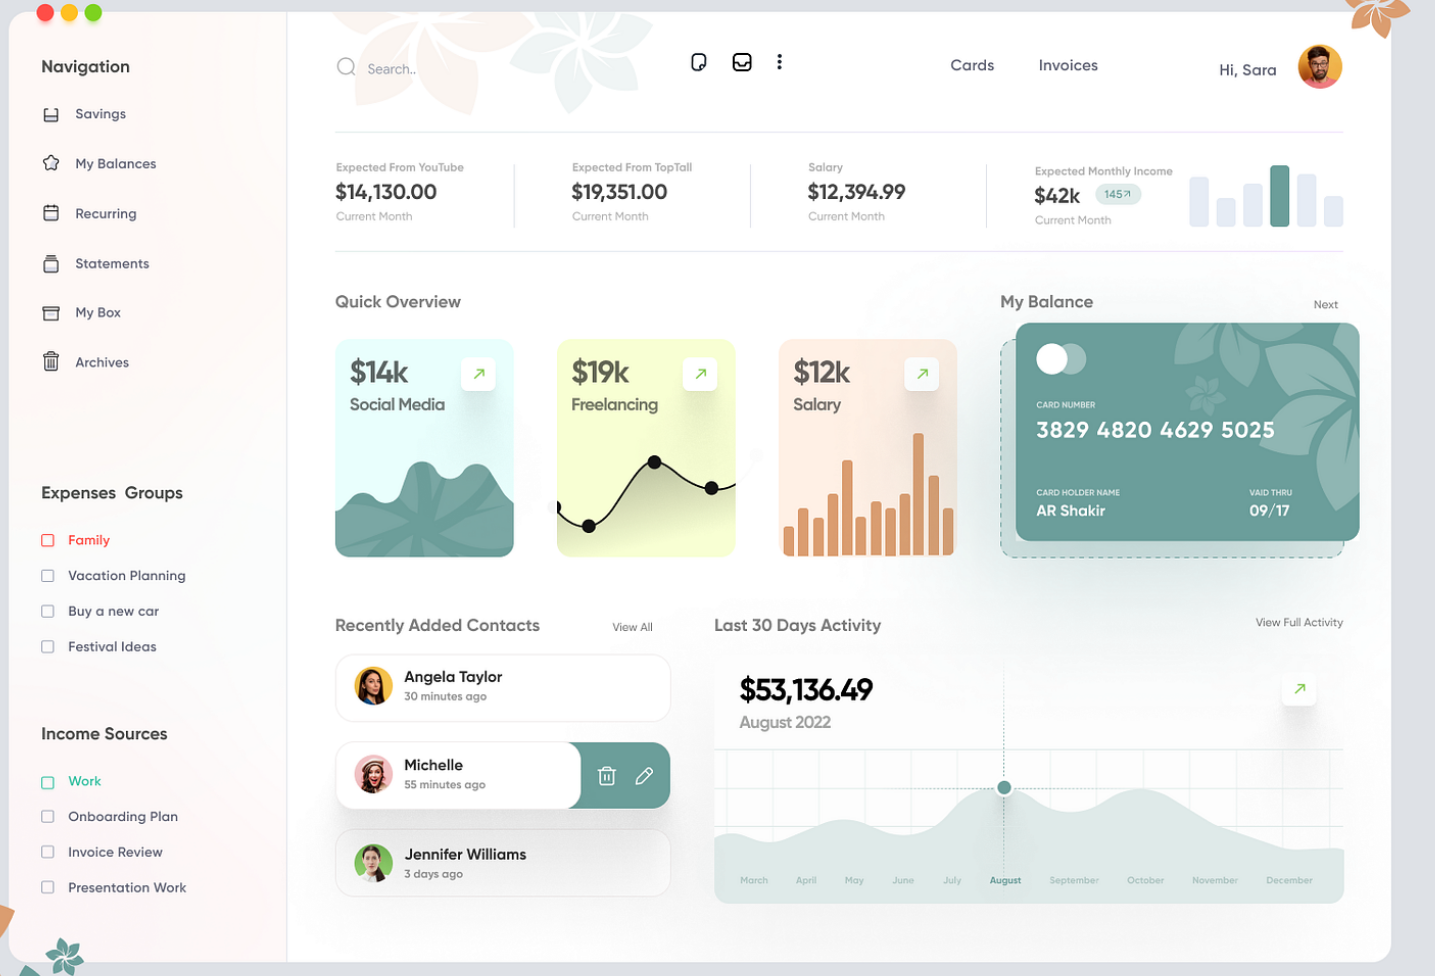 Navigation
Savings
My Balances
Recurring
Statements
My Box
Archives
Expenses Groups
Family
Vacation Planning
Buy a new car
Festival Ideas
Income Sources
Work
Onboarding Plan
Invoice Review
Presentation Work
Search..
Cards
Invoices
Hi, Sara
Expected From YouTube
$14,130.00
Current Month
Expected From TopTall
$19,351.00
Current Month
Salary
$12,394.99
Current Month
Expected Monthly Income
$42k
145
Current Month
Quick Overview
$14k
Social Media
$19k
Freelancing
$12k
Salary
My Balance
Next
CARD NUMBER
3829 4820 4629 5025
CARD HOLDER NAME
AR Shakir
VAID THRU
09/17
Recently Added Contacts
View All
Angela Taylor
30 minutes ago
Michelle
55 minutes ago
Jennifer Williams
3 days ago
Last 30 Days Activity
View Full Activity
$53,136.49
August 2022
March April May June July August September October November December